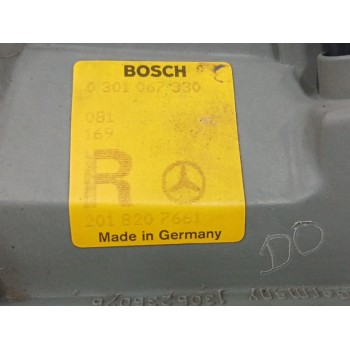 BOSCH
0 301 067 330
081
169
R
201 820 7661
Made in Germany
DO